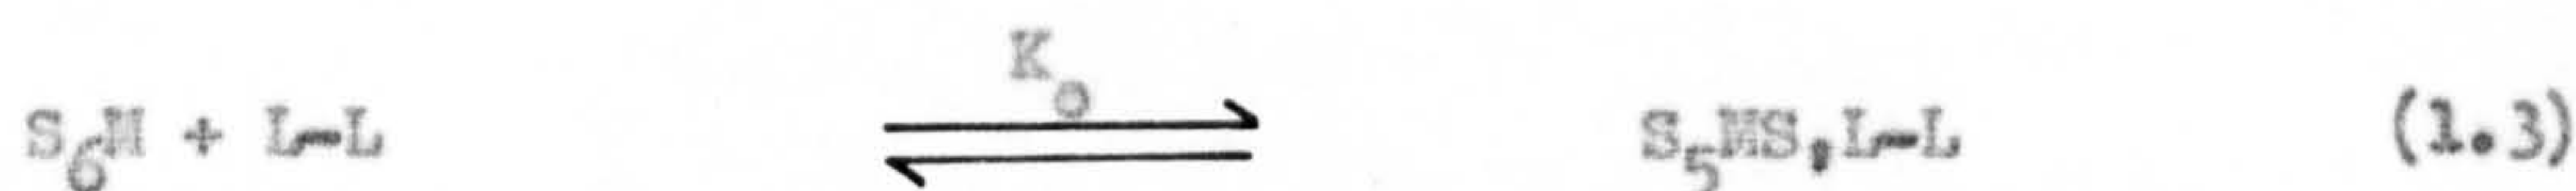 K₀
S₆M + L-L ⇌ S₅MS,L-L (1.3)